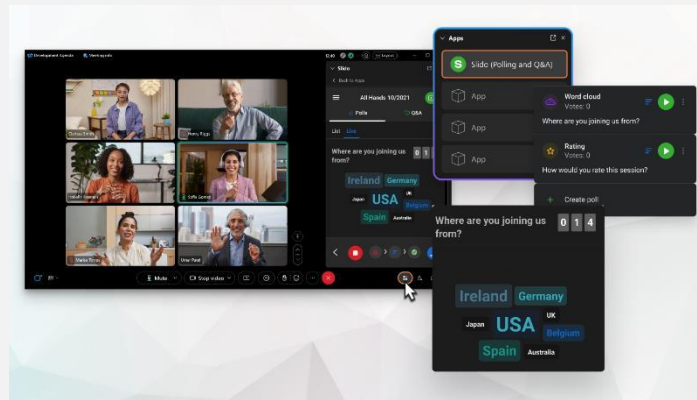 12:40
Layout
Slido
Back to Apps
All Hands 10/2021
Polls
Q&A
List Live
Where are you joining us
from?
Ireland Germany
Japan USA
Belgium
Spain Australia
Mute
Stop video
Apps
Slido (Polling and Q&A)
App
App
App
Word cloud
Votes: 0
Where are you joining us from?
Rating
Votes: 0
How would you rate this session?
Create poll
Where are you joining us
from?
0 1 4
Ireland Germany
UK
Japan USA
Belgium
Spain Australia